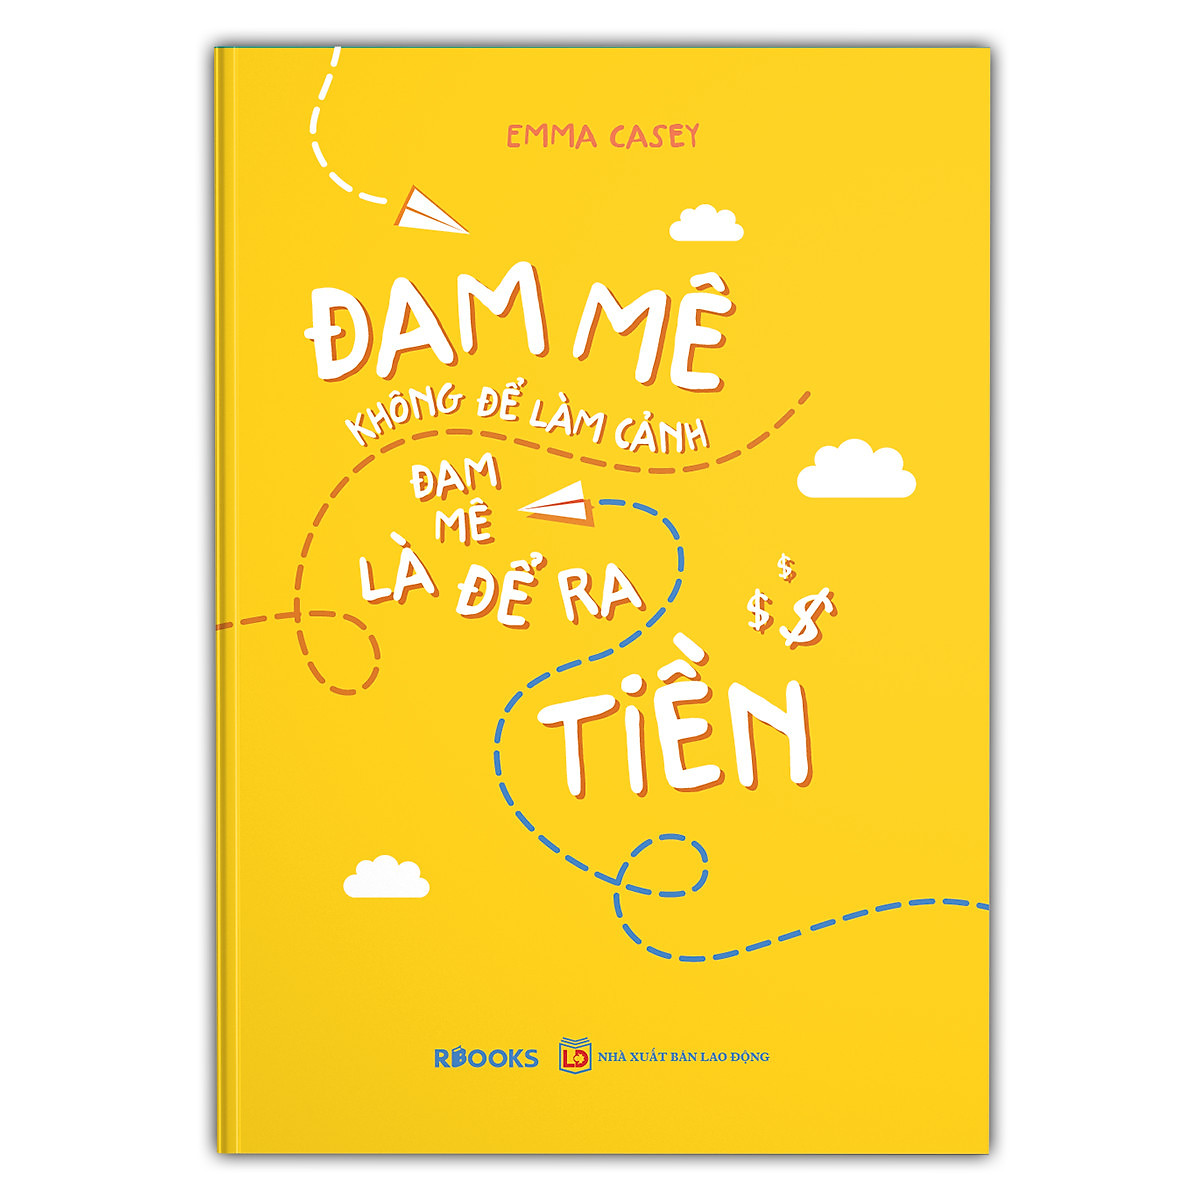 EMMA CASEY
ĐAM MÊ
KHÔNG ĐỂ LÀM CẢNH
ĐAM
MÊ
LÀ ĐỂ RA
$
$ $
TiỀN
RBOOKS LD NHÀ XUẤT BẢN LAO ĐỘNG